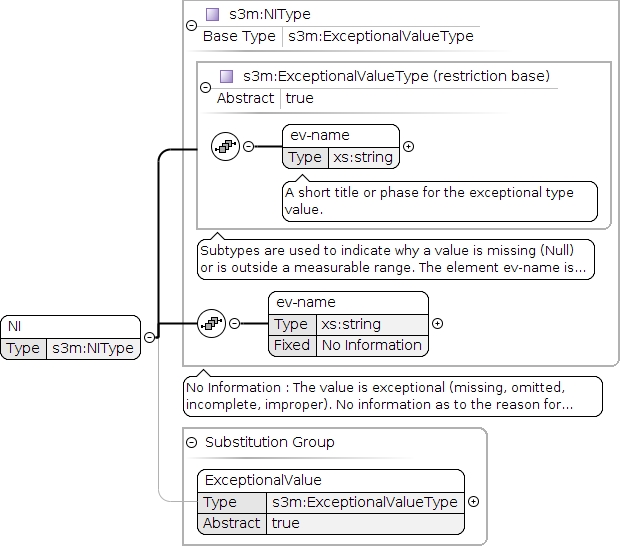 s3m:NIType
Base Type s3m:ExceptionalValueType
s3m:ExceptionalValueType (restriction base)
Abstract true
ev-name
Type xs:string
A short title or phase for the exceptional type
value.
Subtypes are used to indicate why a value is missing (Null)
or is outside a measurable range. The element ev-name is...
ev-name
Type xs:string
Fixed No Information
NI
Type s3m:NIType
No Information : The value is exceptional (missing, omitted,
incomplete, improper). No information as to the reason for...
Substitution Group
ExceptionalValue
Type s3m:ExceptionalValueType
Abstract true